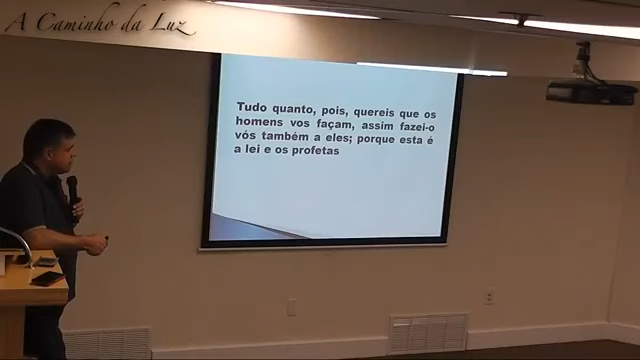 A Caminho da Luz
Tudo quanto, pois, quereis que os
homens vos façam, assim fazei-o
vós também a eles; porque esta é
a lei e os profetas